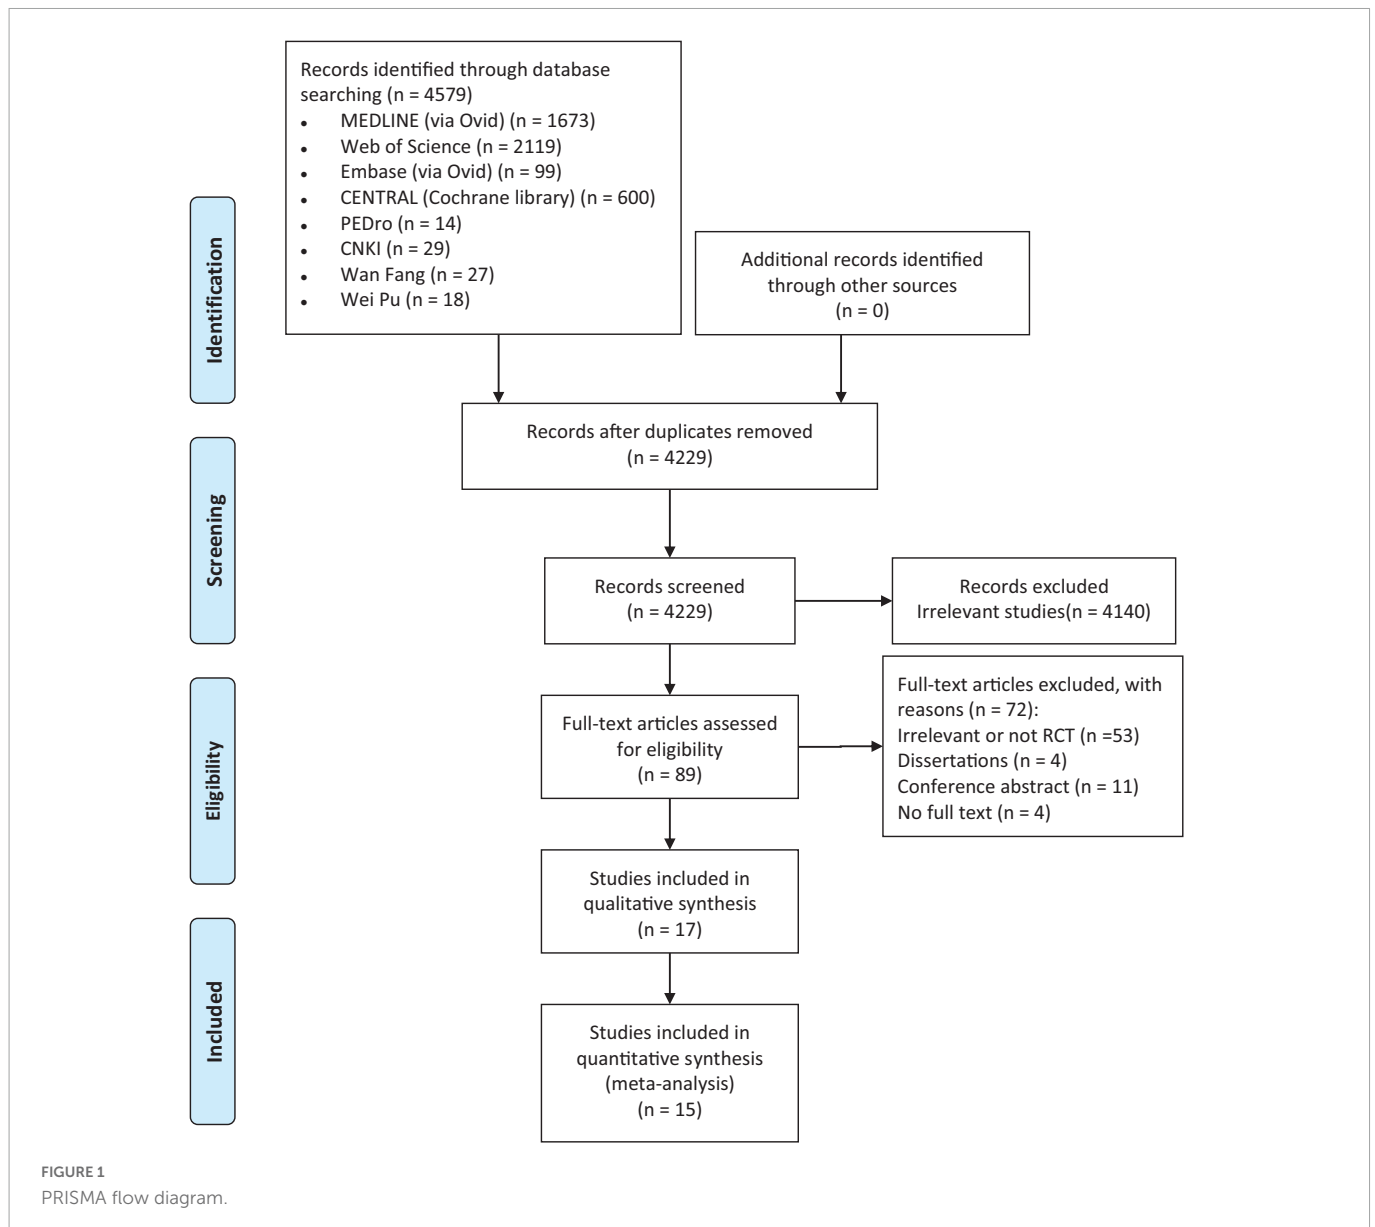 Records identified through database
searching (n = 4579)
• MEDLINE (via Ovid) (n = 1673)
• Web of Science (n = 2119)
• Embase (via Ovid) (n = 99)
• CENTRAL (Cochrane library) (n = 600)
• PEDro (n = 14)
• CNKI (n = 29)
• Wan Fang (n = 27)
• Wei Pu (n = 18)
Additional records identified
through other sources
(n = 0)
Identification
Records after duplicates removed
(n = 4229)
Screening
Records screened
(n = 4229)
Records excluded
Irrelevant studies(n = 4140)
Eligibility
Full-text articles assessed
for eligibility
(n = 89)
Full-text articles excluded, with
reasons (n = 72):
Irrelevant or not RCT (n =53)
Dissertations (n = 4)
Conference abstract (n = 11)
No full text (n = 4)
Studies included in
qualitative synthesis
(n = 17)
Included
Studies included in
quantitative synthesis
(meta-analysis)
(n = 15)
FIGURE 1
PRISMA flow diagram.